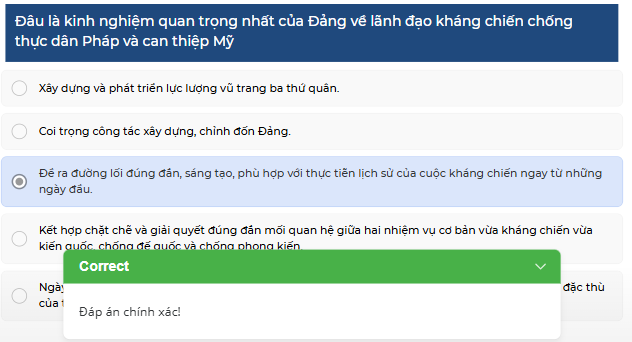 Đâu là kinh nghiệm quan trọng nhất của Đảng về lãnh đạo kháng chiến chống
thực dân Pháp và can thiệp Mỹ
Xây dựng và phát triển lực lượng vũ trang ba thứ quân.
Coi trọng công tác xây dựng, chỉnh đốn Đảng.
Đề ra đường lối đúng đắn, sáng tạo, phù hợp với thực tiễn lịch sử của cuộc kháng chiến ngay từ những
ngày đầu.
Kết hợp chặt chẽ và giải quyết đúng đắn mối quan hệ giữa hai nhiệm vụ cơ bản vừa kháng chiến vừa
kiến quốc, chống đế quốc và chống phong kiến.
Correct
đặc thù
của
Đáp án chính xác!